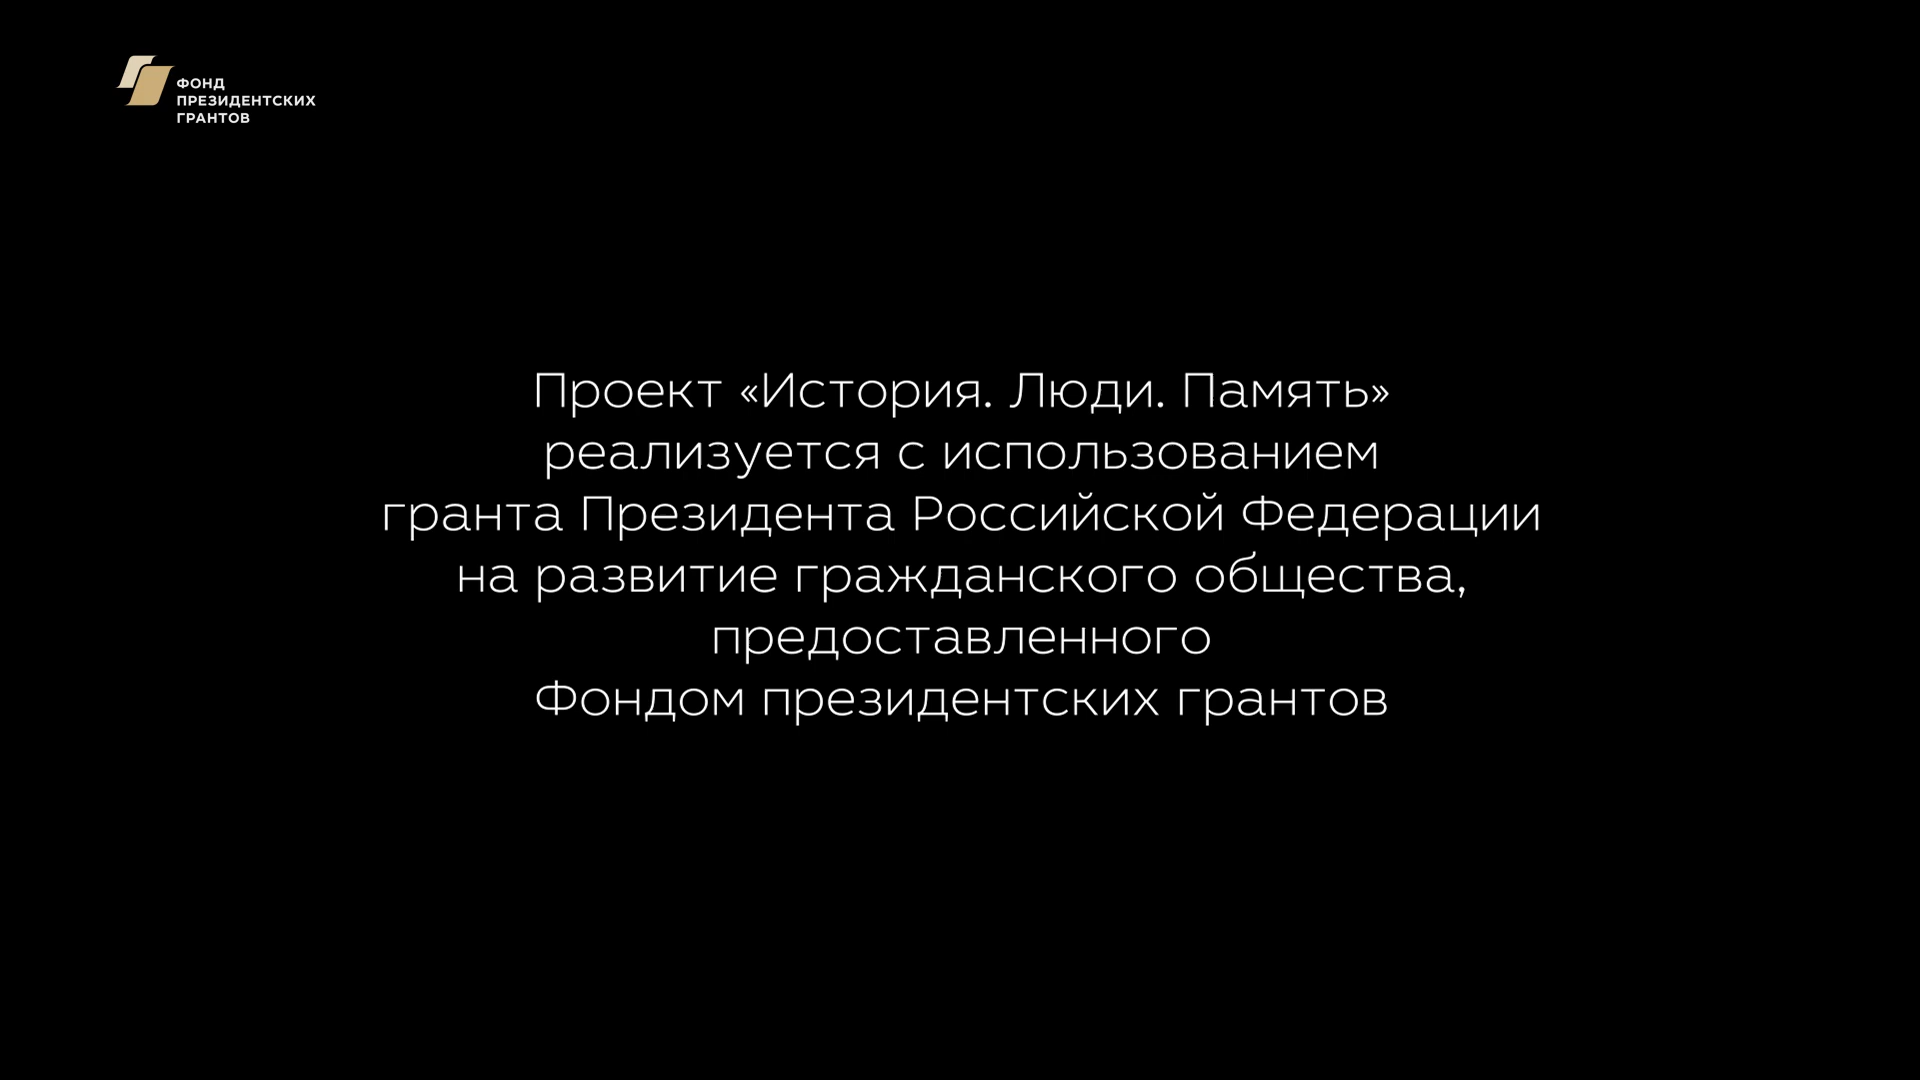 ФОНД
ПРЕЗИДЕНТСКИХ
ГРАНТОВ
Проект «История. Люди. Память»
реализуется с использованием
гранта Президента Российской Федерации
на развитие гражданского общества,
предоставленного
Фондом президентских грантов